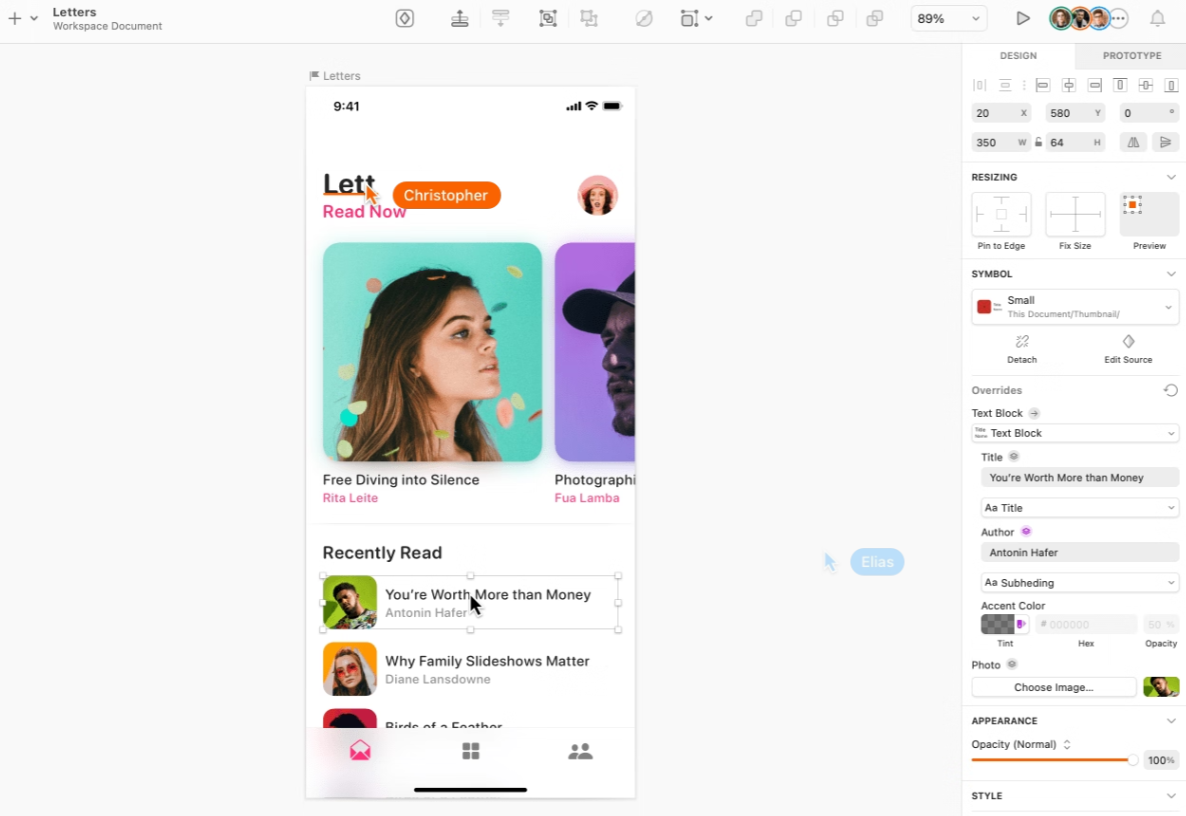 Letters
Workspace Document
89%
Letters
9:41
Lett
Christopher
Read Now
Free Diving into Silence
Rita Leite
Photographi
Fua Lamba
Recently Read
You're Worth More than Money
Antonin Hafer
Why Family Slideshows Matter
Diane Lansdowne
Birds of a Feather
Elias
DESIGN
PROTOTYPE
20 X
580 Y
0 °
350 W
64 H
RESIZING
Pin to Edge
Fix Size
Preview
SYMBOL
Small
This Document/Thumbnail/
Detach
Edit Source
Overrides
Text Block
Title
Name
Text Block
Title
You're Worth More than Money
Aa Title
Author
Antonin Hafer
Aa Subheding
Accent Color
# 000000
50 %
Tint
Hex
Opacity
Photo
Choose Image...
APPEARANCE
Opacity (Normal)
100%
STYLE